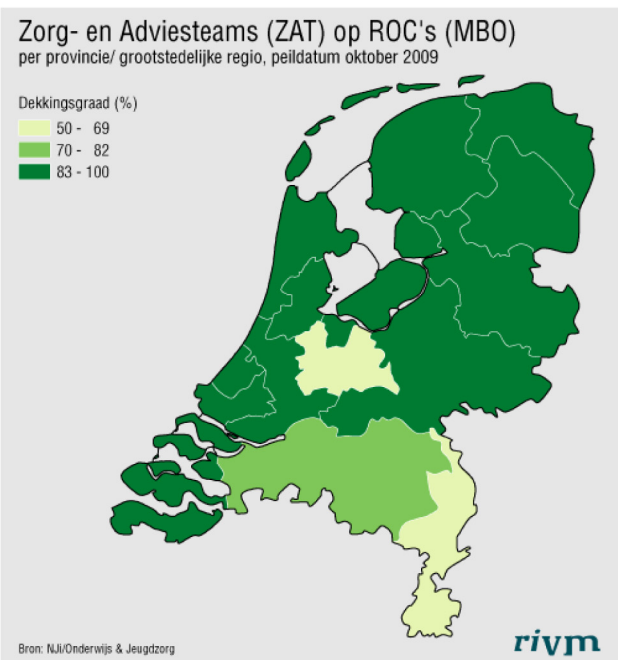 Zorg- en Adviesteams (ZAT) op ROC's (MBO)
per provincie/ grootstedelijke regio, peildatum oktober 2009
Dekkingsgraad (%)
50 - 69
70 - 82
83 - 100
Bron: NJi/Onderwijs & Jeugdzorg
rivm